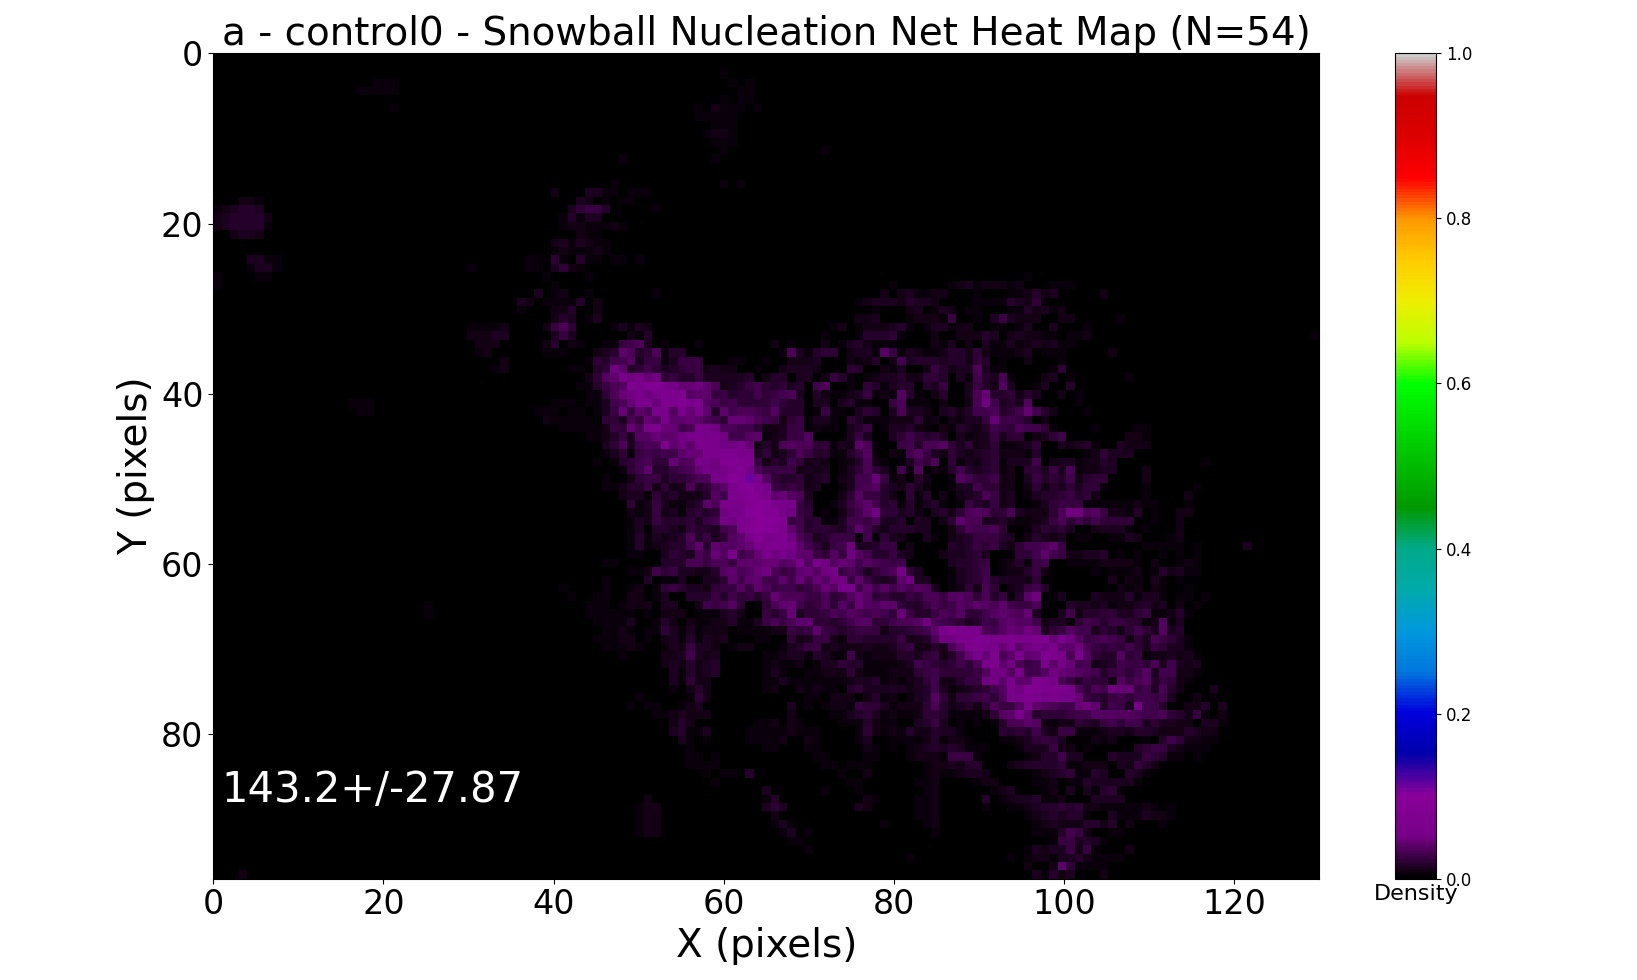 a - control0 - Snowball Nucleation Net Heat Map (N=54)
0
20
40
60
80
Y (pixels)
143.2+/-27.87
0 20 40 60 80 100 120
X (pixels)
1.0
0.8
0.6
0.4
0.2
0.0
Density